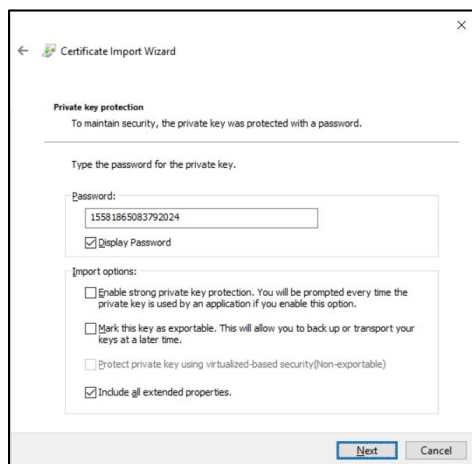 Certificate Import Wizard
Private key protection
To maintain security, the private key was protected with a password.
Type the password for the private key.
Password:
15581865083792024
Display Password
Import options:
Enable strong private key protection. You will be prompted every time the
private key is used by an application if you enable this option.
Mark this key as exportable. This will allow you to back up or transport your
keys at a later time.
Protect private key using virtualized-based security(Non-exportable)
Include all extended properties.
Next Cancel